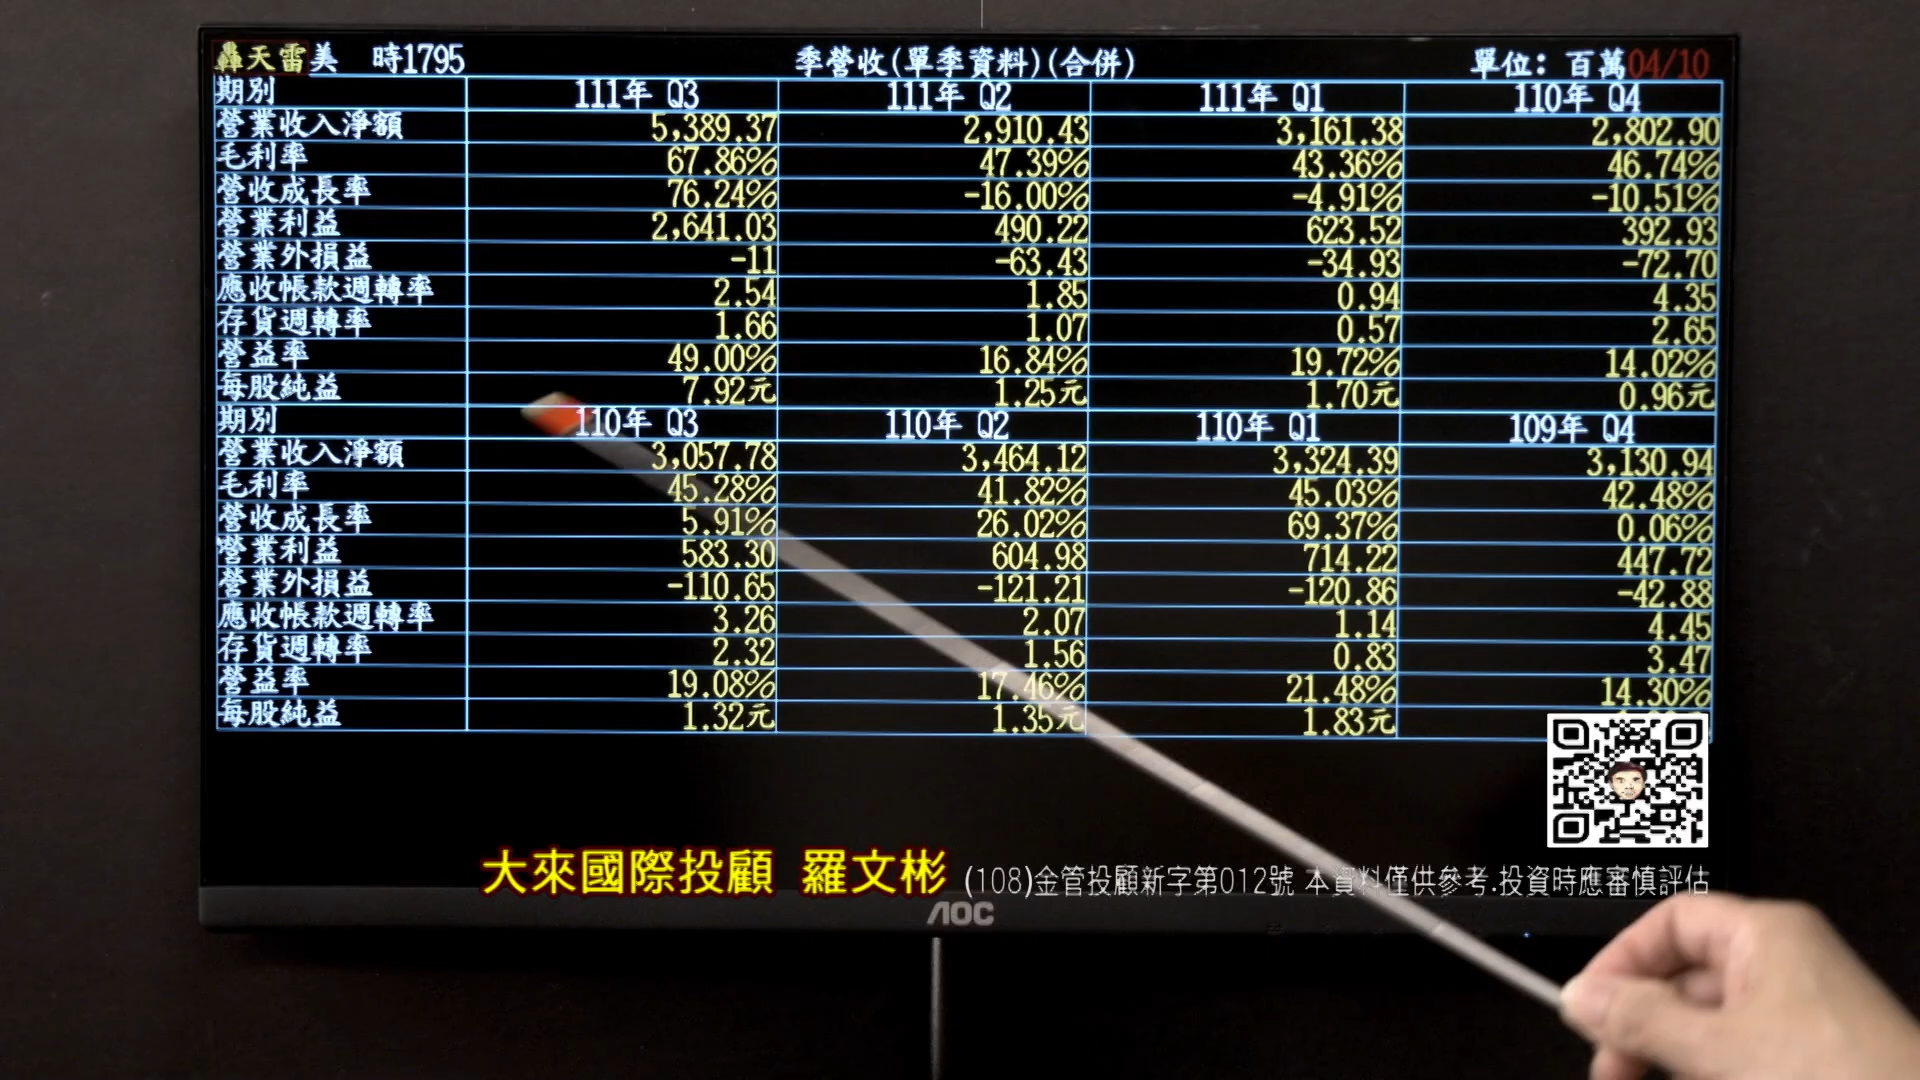 轟天雷美 時1795 季營收(單季資料)(合併) 單位: 百萬 04/10
期別 111年 Q3 111年 Q2 111年 Q1 110年 Q4
營業收入淨額 5,389.37 2,910.43 3,161.38 2,802.90
毛利率 67.86% 47.39% 43.36% 46.74%
營收成長率 76.24% -16.00% -4.91% -10.51%
營業利益 2,641.03 490.22 623.52 392.93
營業外損益 -11 -63.43 -34.93 -72.70
應收帳款週轉率 2.54 1.85 0.94 4.35
存貨週轉率 1.66 1.07 0.57 2.65
營益率 49.00% 16.84% 19.72% 14.02%
每股純益 7.92元 1.25元 1.70元 0.96元
期別 110年 Q3 110年 Q2 110年 Q1 109年 Q4
營業收入淨額 3,057.78 3,464.12 3,324.39 3,130.94
毛利率 45.28% 41.82% 45.03% 42.48%
營收成長率 5.91% 26.02% 69.37% 0.06%
營業利益 583.30 604.98 714.22 447.72
營業外損益 -110.65 -121.21 -120.86 -42.88
應收帳款週轉率 3.26 2.07 1.14 4.45
存貨週轉率 2.32 1.56 0.83 3.47
營益率 19.08% 17.46% 21.48% 14.30%
每股純益 1.32元 1.35元 1.83元
大來國際投顧 羅文彬 (108)金管投顧新字第012號 本資料僅供參考.投資時應審慎評估
AOC